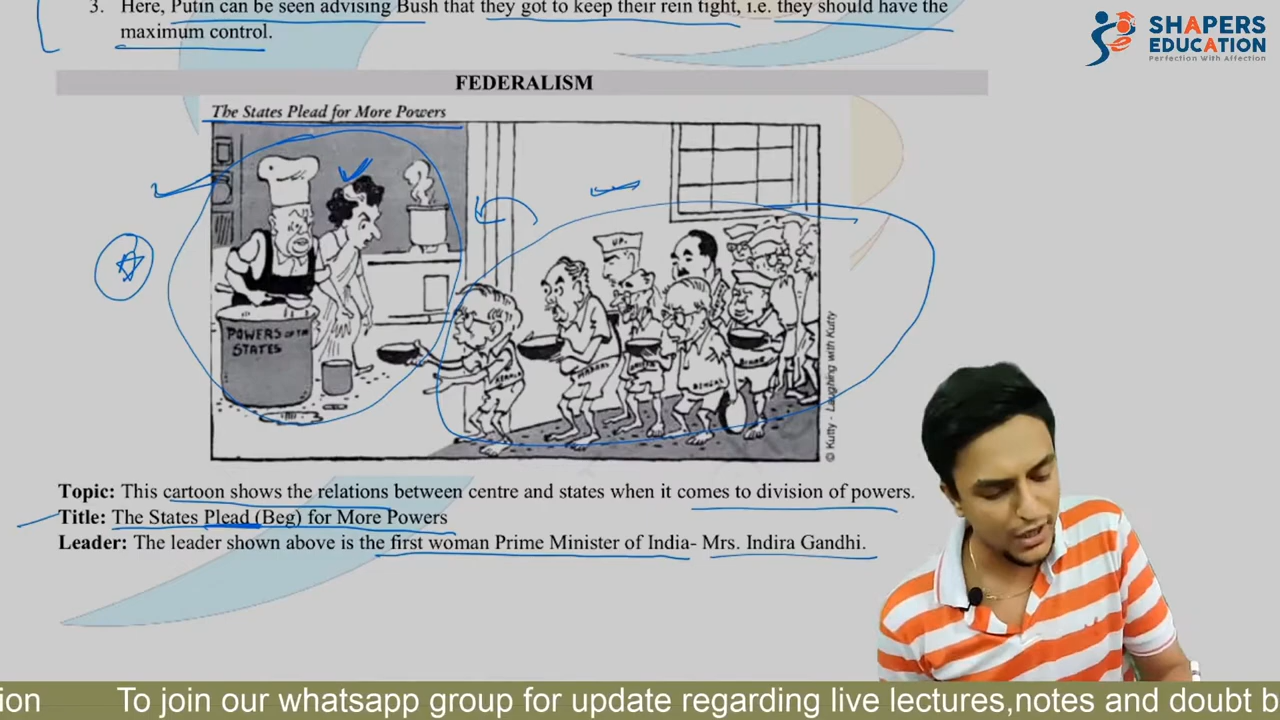 3. Here, Putin can be seen advising Bush that they got to keep their rein tight, i.e. they should have the
maximum control.
SHAPERS
EDUCATION
Perfection With Affection
FEDERALISM
The States Plead for More Powers
U.P.
POWERS OF THE
STATES
KERALA
MADRAS
BENGAL
BIHAR
© Kutty - Laughing with Kutty
Topic: This cartoon shows the relations between centre and states when it comes to division of powers.
Title: The States Plead (Beg) for More Powers
Leader: The leader shown above is the first woman Prime Minister of India- Mrs. Indira Gandhi.
ion To join our whatsapp group for update regarding live lectures,notes and doubt b